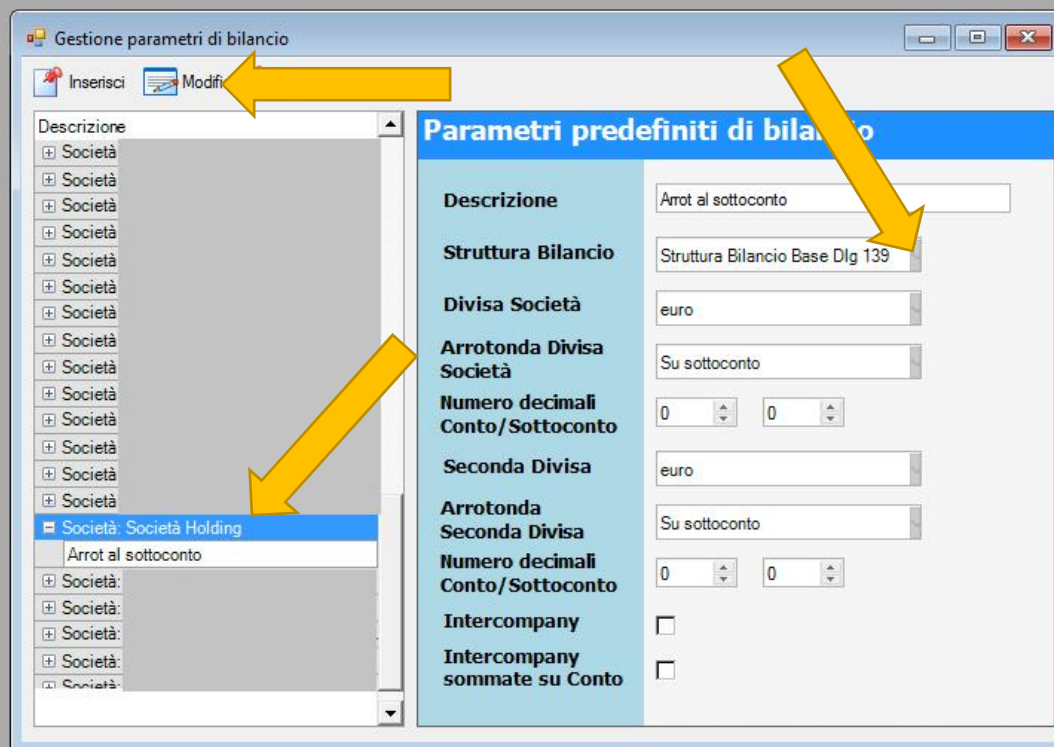 Gestione parametri di bilancio
Inserisci Modifi
Descrizione
Società
Società
Società
Società
Società
Società
Società
Società
Società
Società
Società
Società
Società
Società
Società: Società Holding
Arrot al sottoconto
Società:
Società:
Società:
Società:
Società:
Parametri predefiniti di bilancio
Descrizione Arrot al sottoconto
Struttura Bilancio Struttura Bilancio Base Dlg 139
Divisa Società euro
Arrotonda Divisa
Società Su sottoconto
Numero decimali
Conto/Sottoconto 0 0
Seconda Divisa euro
Arrotonda
Seconda Divisa Su sottoconto
Numero decimali
Conto/Sottoconto 0 0
Intercompany
Intercompany
sommate su Conto